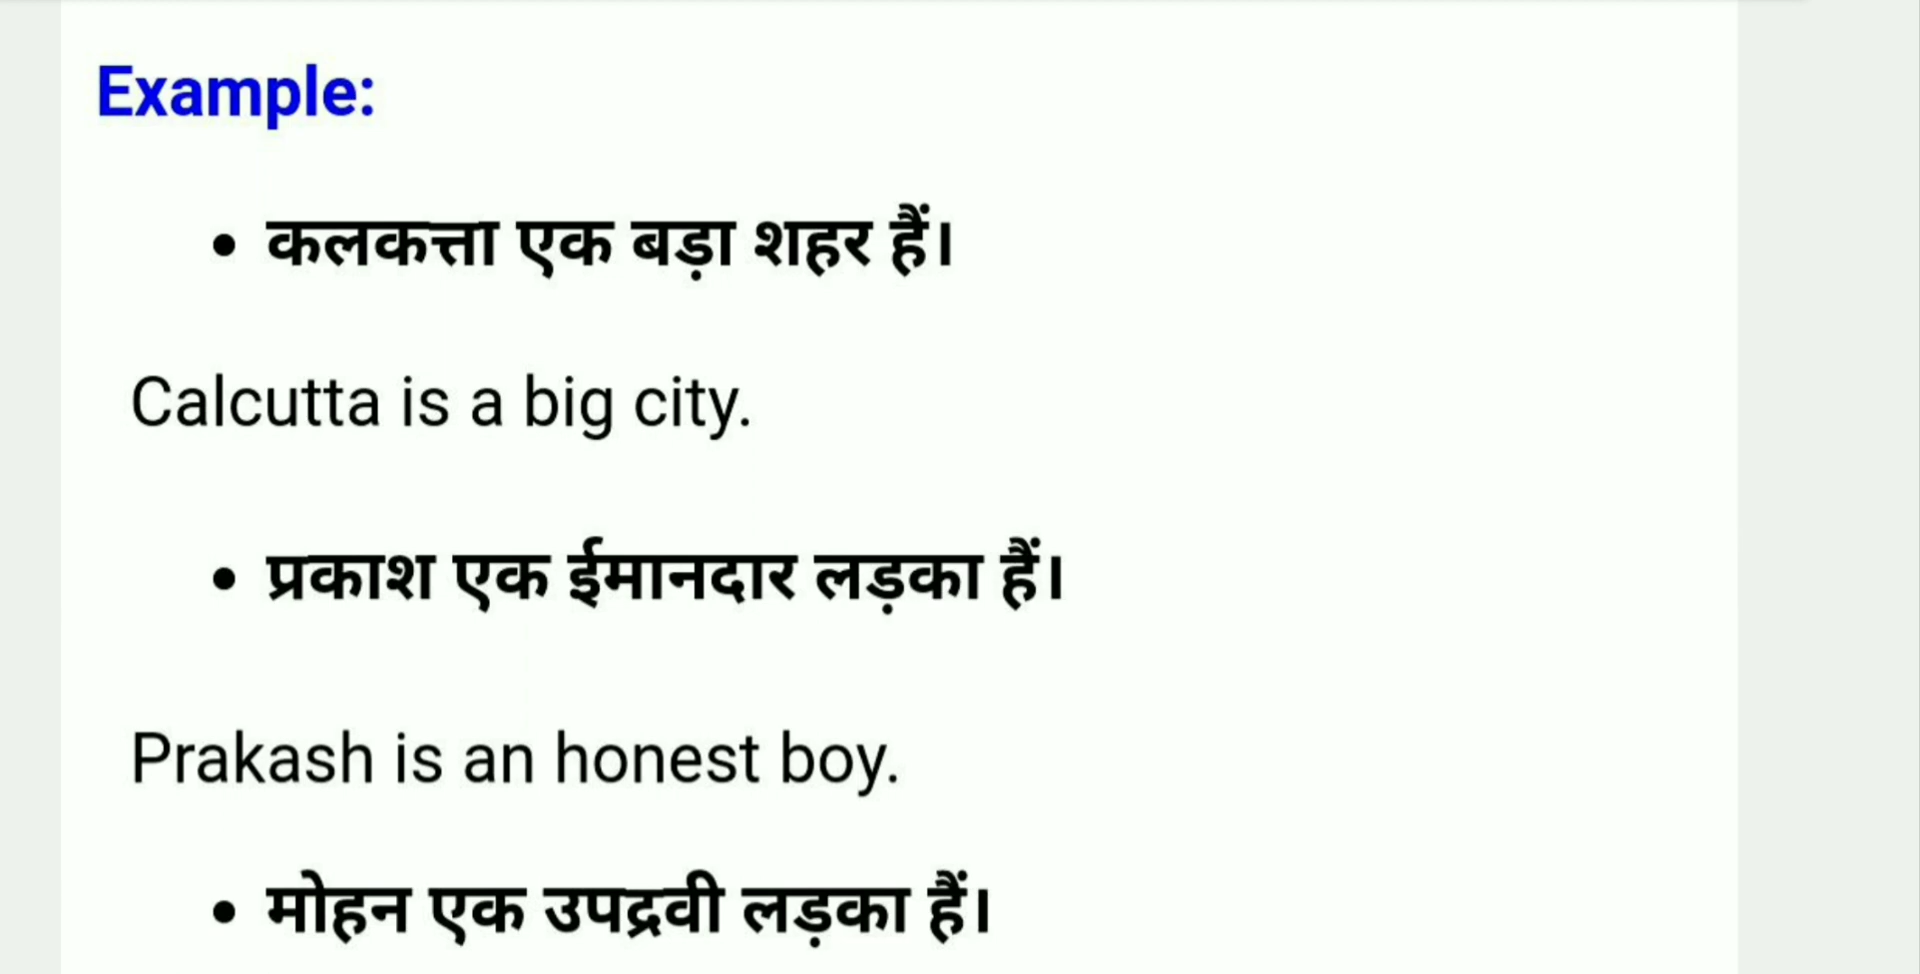 Example:
• कलकत्ता एक बड़ा शहर हैं।
Calcutta is a big city.
• प्रकाश एक ईमानदार लड़का हैं।
Prakash is an honest boy.
• मोहन एक उपद्रवी लड़का हैं।